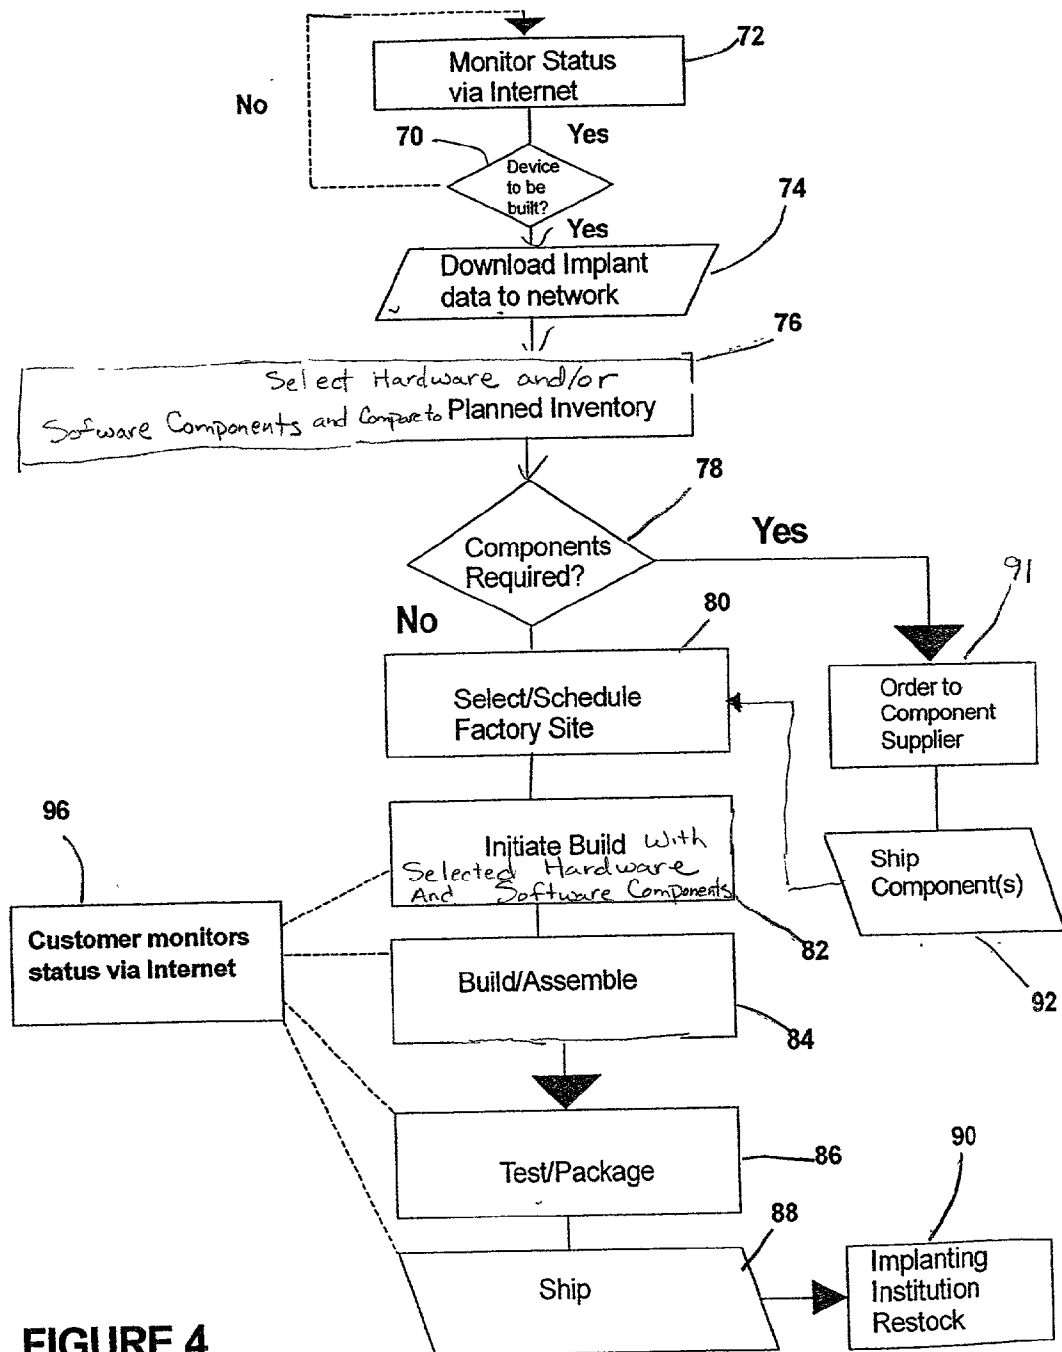 72
Monitor Status
via Internet
No
Yes
70
Device
to be
built?
74
Yes
Download Implant
data to network
76
Select Hardware and/or
Software Components and Compare to Planned Inventory
78
Components
Required?
Yes
91
No
80
Select/Schedule
Factory Site
Order to
Component
Supplier
96
Initiate Build With
Selected Hardware
And Software Components
Ship
Component(s)
Customer monitors
status via Internet
82
92
Build/Assemble
84
Test/Package
86
90
88
Ship
Implanting
Institution
Restock
FIGURE 4